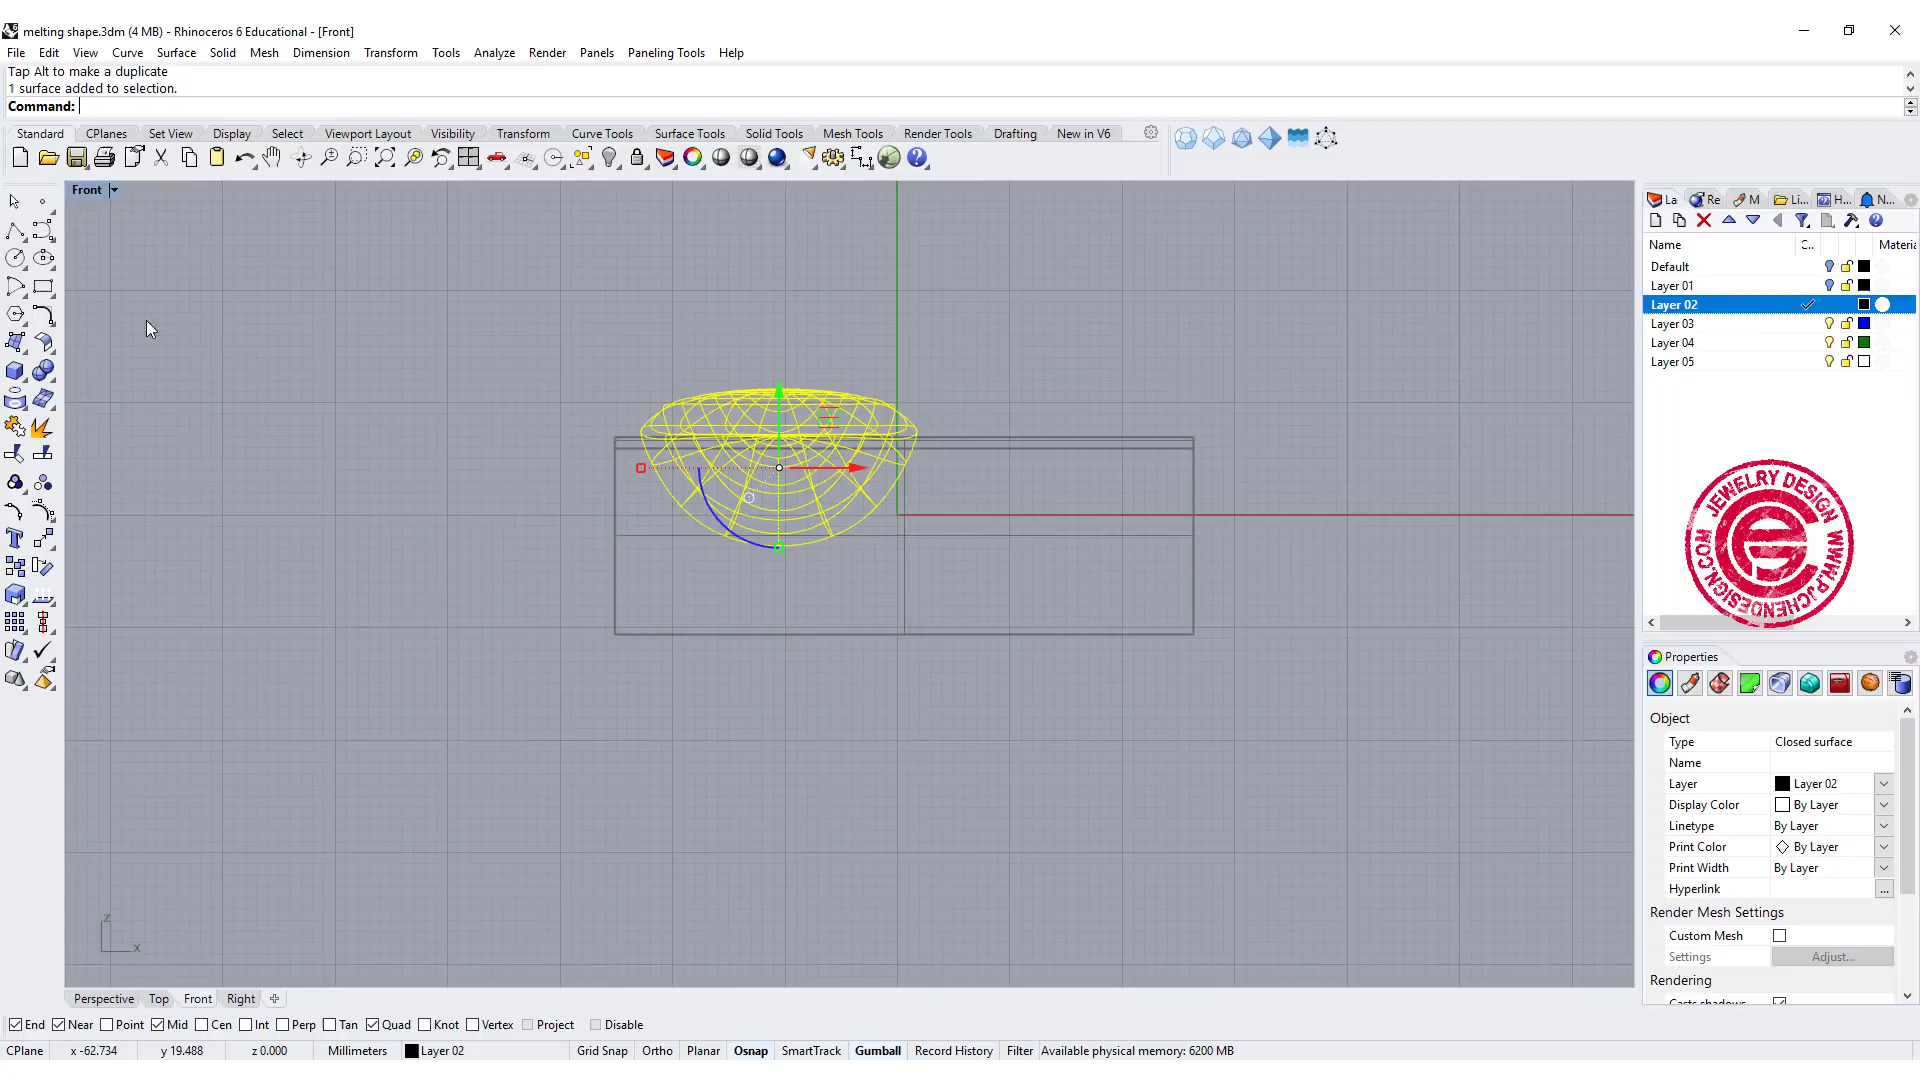 melting shape.3dm (4 MB) - Rhinoceros 6 Educational - [Front]
File Edit View Curve Surface Solid Mesh Dimension Transform Tools Analyze Render Panels Paneling Tools Help
Tap Alt to make a duplicate
1 surface added to selection.
Command:
Standard CPlanes Set View Display Select Viewport Layout Visibility Transform Curve Tools Surface Tools Solid Tools Mesh Tools Render Tools Drafting New in V6
Front
La Re M Li... H... N...
Name C.. Materia
Default
Layer 01
Layer 02
Layer 03
Layer 04
Layer 05
JEWELRY DESIGN WWW.PJCHENDESIGN.COM
Properties
Object
Type Closed surface
Name
Layer Layer 02
Display Color By Layer
Linetype By Layer
Print Color By Layer
Print Width By Layer
Hyperlink ...
Render Mesh Settings
Custom Mesh
Settings Adjust...
Rendering
Casts shadows
z
x
Perspective Top Front Right
End Near Point Mid Cen Int Perp Tan Quad Knot Vertex Project Disable
CPlane x -62.734 y 19.488 z 0.000 Millimeters Layer 02 Grid Snap Ortho Planar Osnap SmartTrack Gumball Record History Filter Available physical memory: 6200 MB